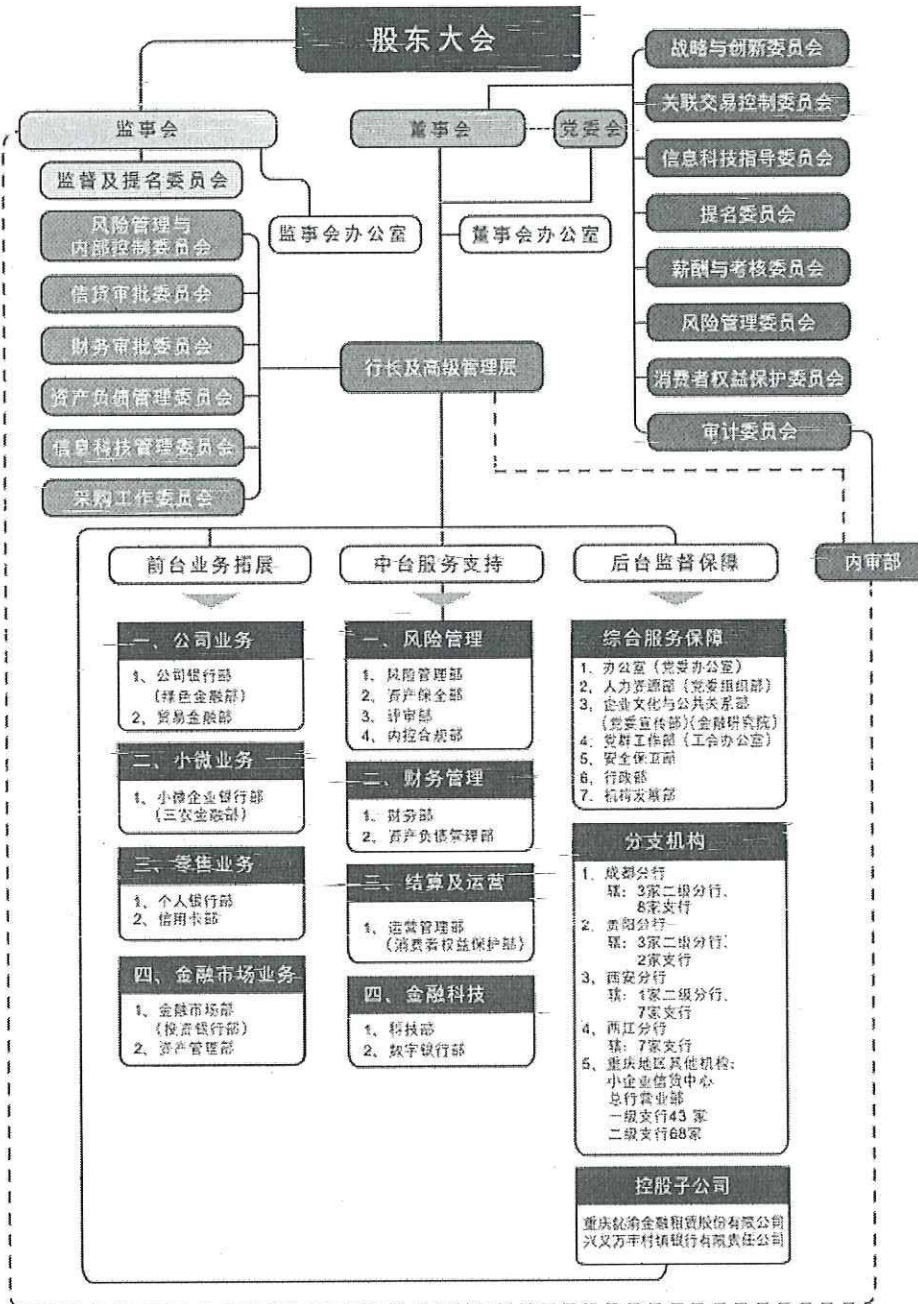 股东大会
监事会
监督及提名委员会
监事会办公室
董事会
党委会
董事会办公室
战略与创新委员会
关联交易控制委员会
信息科技指导委员会
提名委员会
薪酬与考核委员会
风险管理委员会
消费者权益保护委员会
审计委员会
风险管理与
内部控制委员会
信贷审批委员会
财务审批委员会
资产负债管理委员会
信息科技管理委员会
采购工作委员会
行长及高级管理层
内审部
前台业务拓展
一、公司业务
1、公司银行部
(绿色金融部)
2、贸易金融部
二、小微业务
1、小微企业银行部
(三农金融部)
三、零售业务
1、个人银行部
2、信用卡部
四、金融市场业务
1、金融市场部
(投资银行部)
2、资产管理部
中台服务支持
一、风险管理
1、风险管理部
2、资产保全部
3、评审部
4、内控合规部
二、财务管理
1、财务部
2、资产负债管理部
三、结算及运营
1、运营管理部
(消费者权益保护部)
四、金融科技
1、科技部
2、数字银行部
后台监督保障
综合服务保障
1、办公室（党委办公室）
2、人力资源部（党委组织部）
3、企业文化与公共关系部
(党委宣传部)(金融研究院)
4、党群工作部（工会办公室）
5、安全保卫部
6、行政部
7、机构发展部
分支机构
1、成都分行
辖：3家二级分行、
8家支行
2、贵阳分行
辖：3家二级分行、
2家支行
3、西安分行
辖：1家二级分行、
7家支行
4、两江分行
辖：7家支行
5、重庆地区其他机构：
小企业信贷中心
总行营业部
一级支行43 家
二级支行68家
控股子公司
重庆鈊渝金融租赁股份有限公司
兴义万丰村镇银行有限责任公司